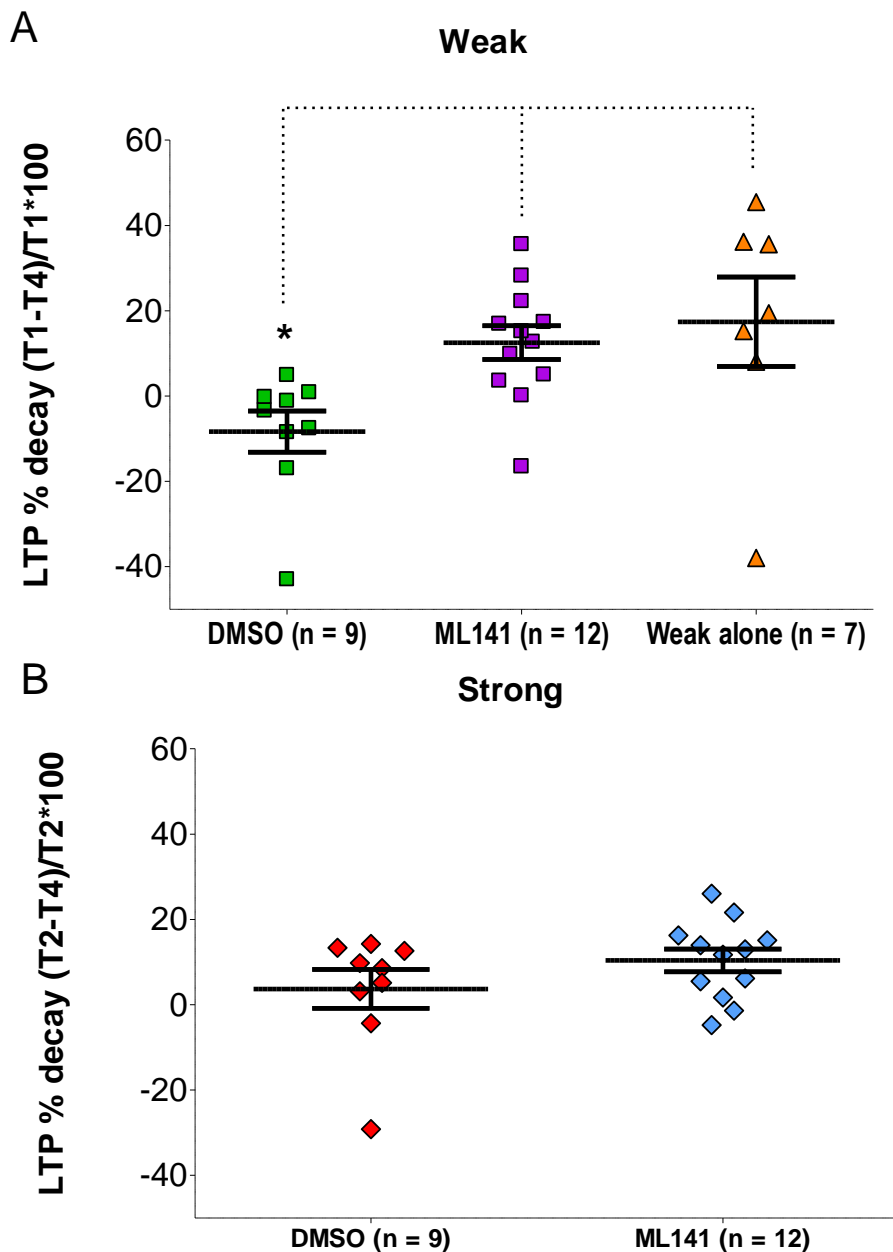 A
Weak
LTP % decay (T1-T4)/T1*100
60
40
20
0
-20
-40
*
DMSO (n = 9)
ML141 (n = 12)
Weak alone (n = 7)
B
Strong
LTP % decay (T2-T4)/T2*100
60
40
20
0
-20
-40
DMSO (n = 9)
ML141 (n = 12)